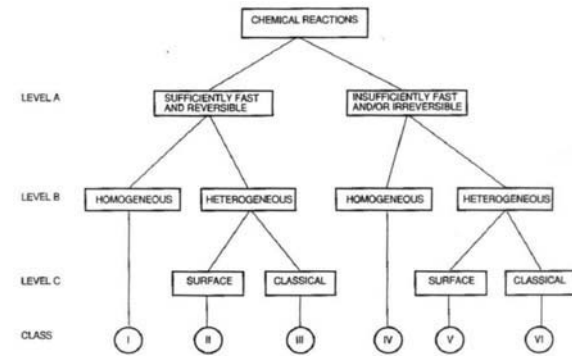 CHEMICAL REACTIONS
LEVEL A
SUFFICIENTLY FAST
AND REVERSIBLE
INSUFFICIENTLY FAST
AND/OR IRREVERSIBLE
LEVEL B
HOMOGENEOUS
HETEROGENEOUS
HOMOGENEOUS
HETEROGENEOUS
LEVEL C
SURFACE
CLASSICAL
SURFACE
CLASSICAL
CLASS
I
II
III
IV
V
VI